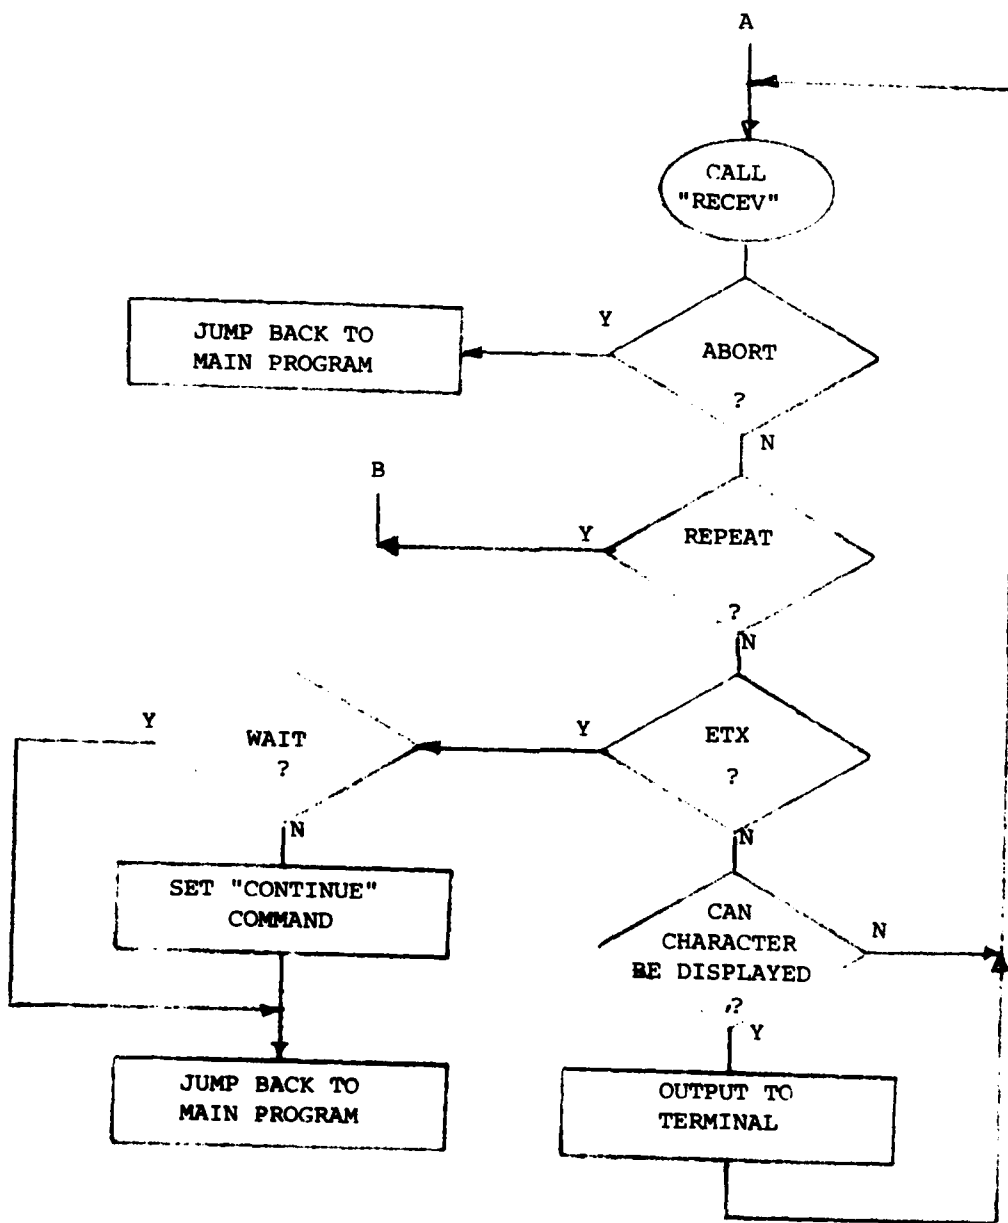 A
CALL
"RECEV"
Y
JUMP BACK TO
MAIN PROGRAM
ABORT
?
N
B
Y
REPEAT
?
N
Y
WAIT
?
Y
ETX
?
N
N
SET "CONTINUE"
COMMAND
CAN
CHARACTER
BE DISPLAYED
?
N
Y
JUMP BACK TO
MAIN PROGRAM
OUTPUT TO
TERMINAL